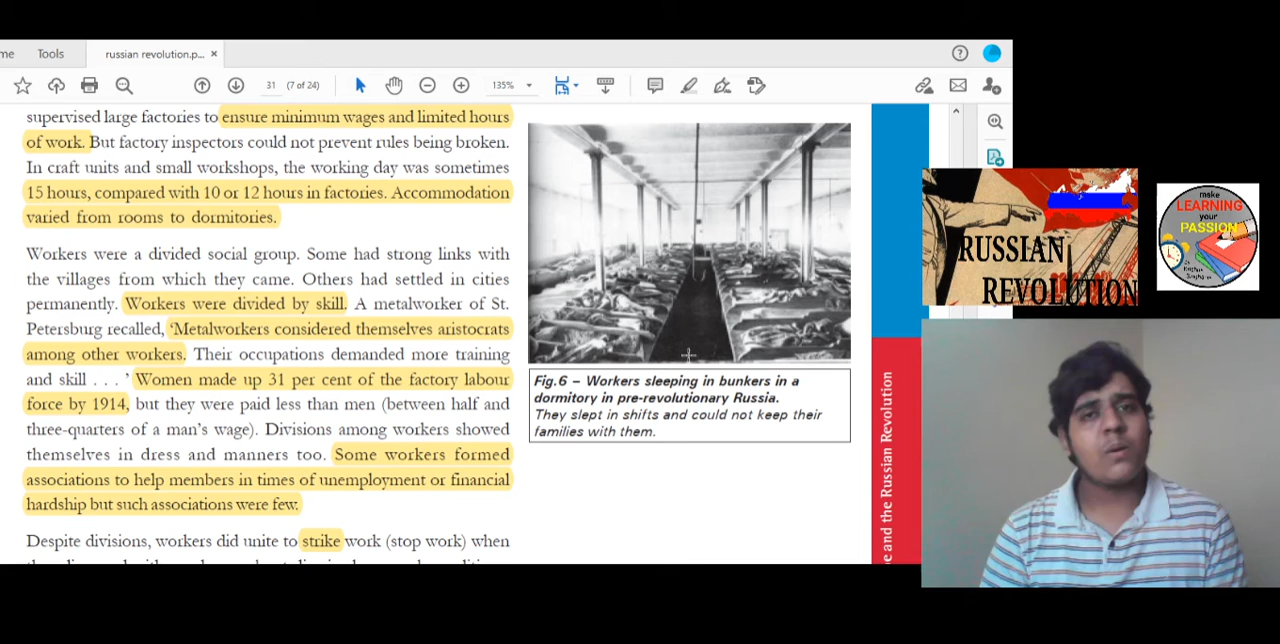 me
Tools
russian revolution.p... ×
31
(7 of 24)
135%
supervised large factories to ensure minimum wages and limited hours
of work. But factory inspectors could not prevent rules being broken.
In craft units and small workshops, the working day was sometimes
15 hours, compared with 10 or 12 hours in factories. Accommodation
varied from rooms to dormitories.
Workers were a divided social group. Some had strong links with
the villages from which they came. Others had settled in cities
permanently. Workers were divided by skill. A metalworker of St.
Petersburg recalled, ‘Metalworkers considered themselves aristocrats
among other workers. Their occupations demanded more training
and skill . . . ’ Women made up 31 per cent of the factory labour
force by 1914, but they were paid less than men (between half and
three-quarters of a man’s wage). Divisions among workers showed
themselves in dress and manners too. Some workers formed
associations to help members in times of unemployment or financial
hardship but such associations were few.
Despite divisions, workers did unite to strike work (stop work) when
Fig.6 – Workers sleeping in bunkers in a
dormitory in pre-revolutionary Russia.
They slept in shifts and could not keep their
families with them.
e and the Russian Revolution
RUSSIAN
REVOLUTION
make
LEARNING
your
PASSION